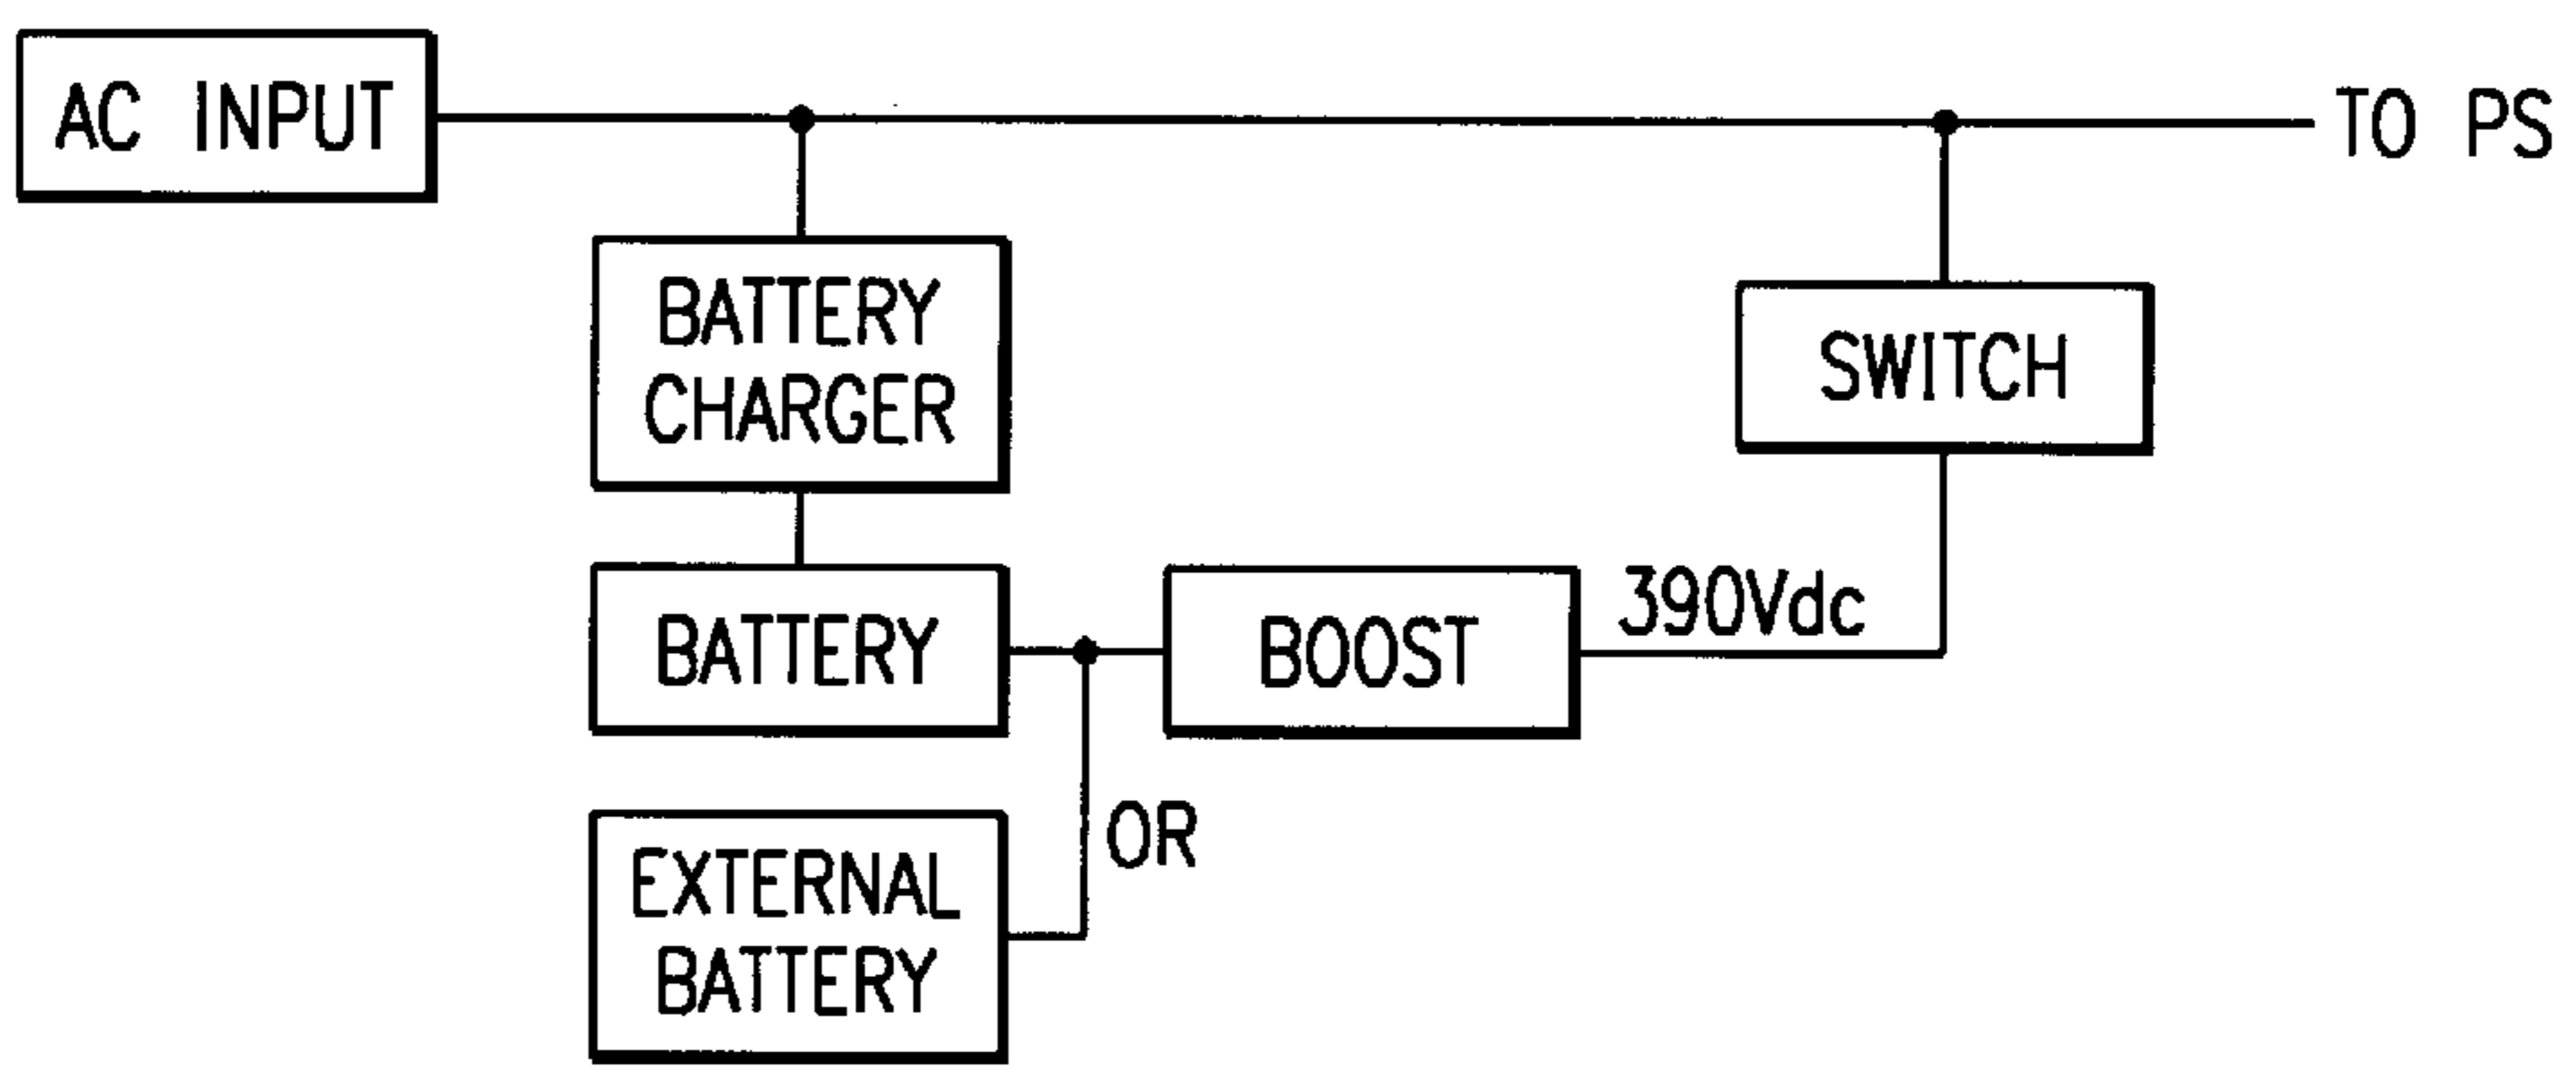 AC INPUT
TO PS
BATTERY
CHARGER
SWITCH
BATTERY
BOOST
390Vdc
OR
EXTERNAL
BATTERY